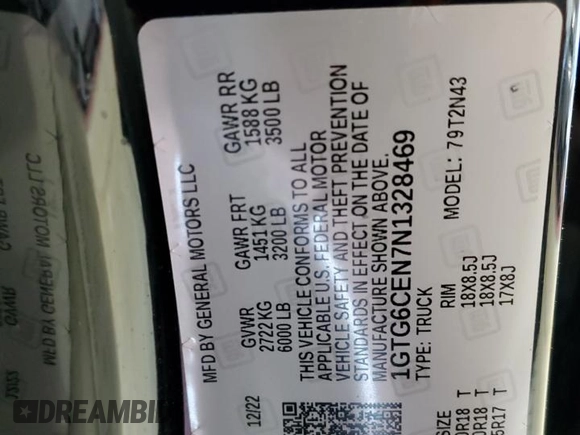 MFD BY GENERAL MOTORS LLC
GVWR GAWR FRT GAWR RR
12/22 2722 KG 1451 KG 1588 KG
6000 LB 3200 LB 3500 LB
THIS VEHICLE CONFORMS TO ALL
APPLICABLE U.S. FEDERAL MOTOR
VEHICLE SAFETY AND THEFT PREVENTION
STANDARDS IN EFFECT ON THE DATE OF
MANUFACTURE SHOWN ABOVE.
1GTG6CEN7N1328469
TYPE: TRUCK MODEL: 79T2N43
SIZE RIM
R18 T 18X8.5J
R18 T 18X8.5J
5R17 T 17X8J
DREAMBI